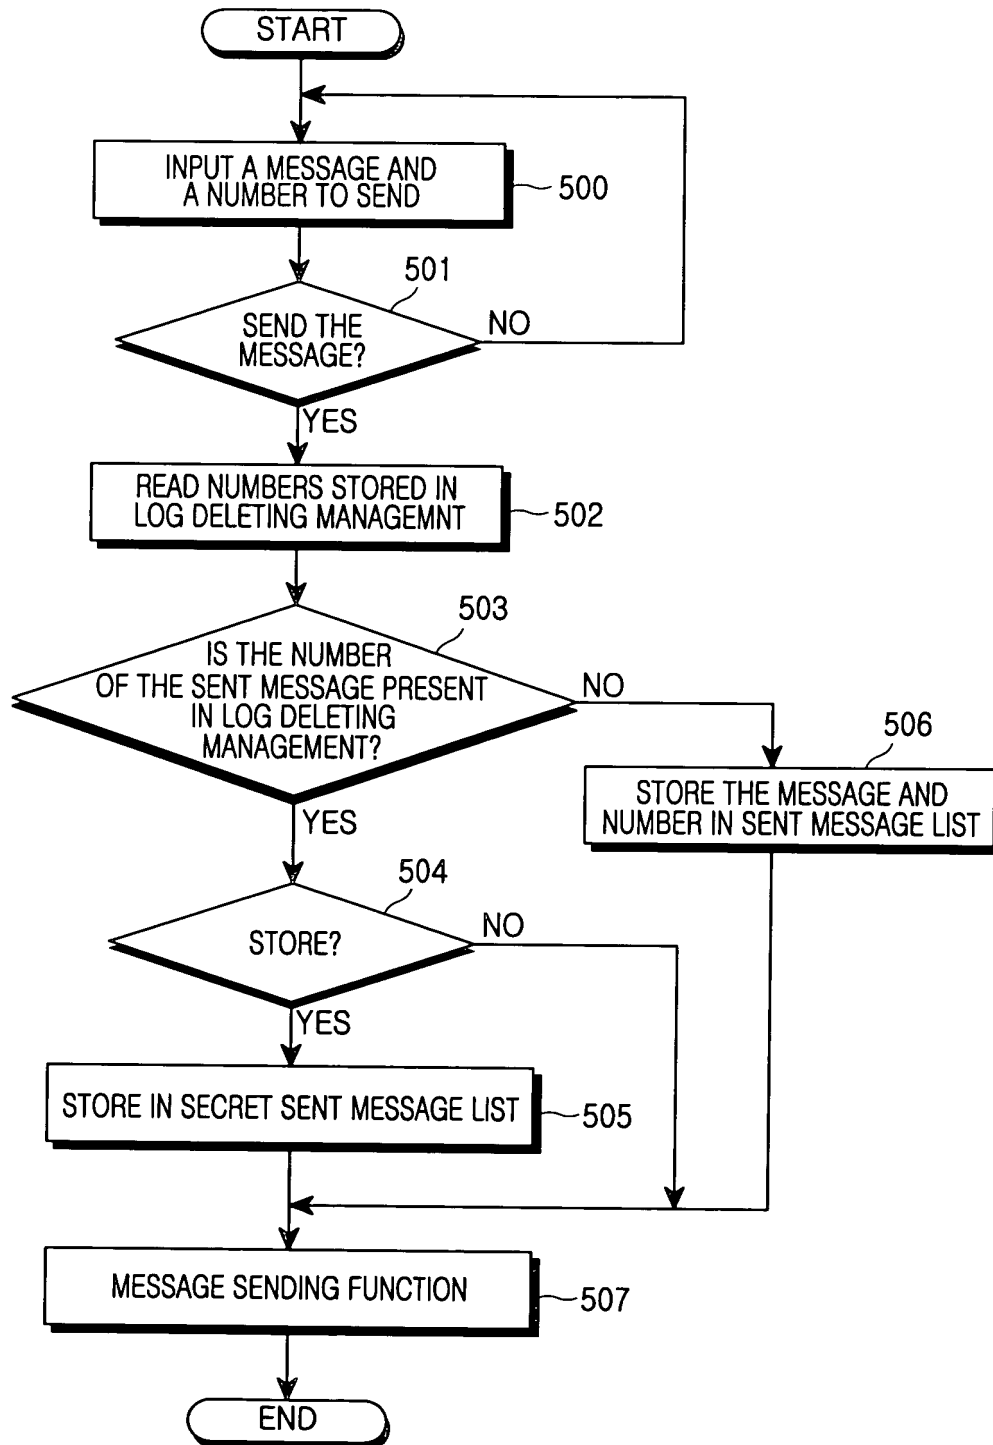 START
INPUT A MESSAGE AND
A NUMBER TO SEND
500
501
SEND THE
MESSAGE?
NO
YES
READ NUMBERS STORED IN
LOG DELETING MANAGEMNT
502
503
IS THE NUMBER
OF THE SENT MESSAGE PRESENT
IN LOG DELETING
MANAGEMENT?
NO
YES
506
STORE THE MESSAGE AND
NUMBER IN SENT MESSAGE LIST
504
STORE?
NO
YES
STORE IN SECRET SENT MESSAGE LIST
505
MESSAGE SENDING FUNCTION
507
END